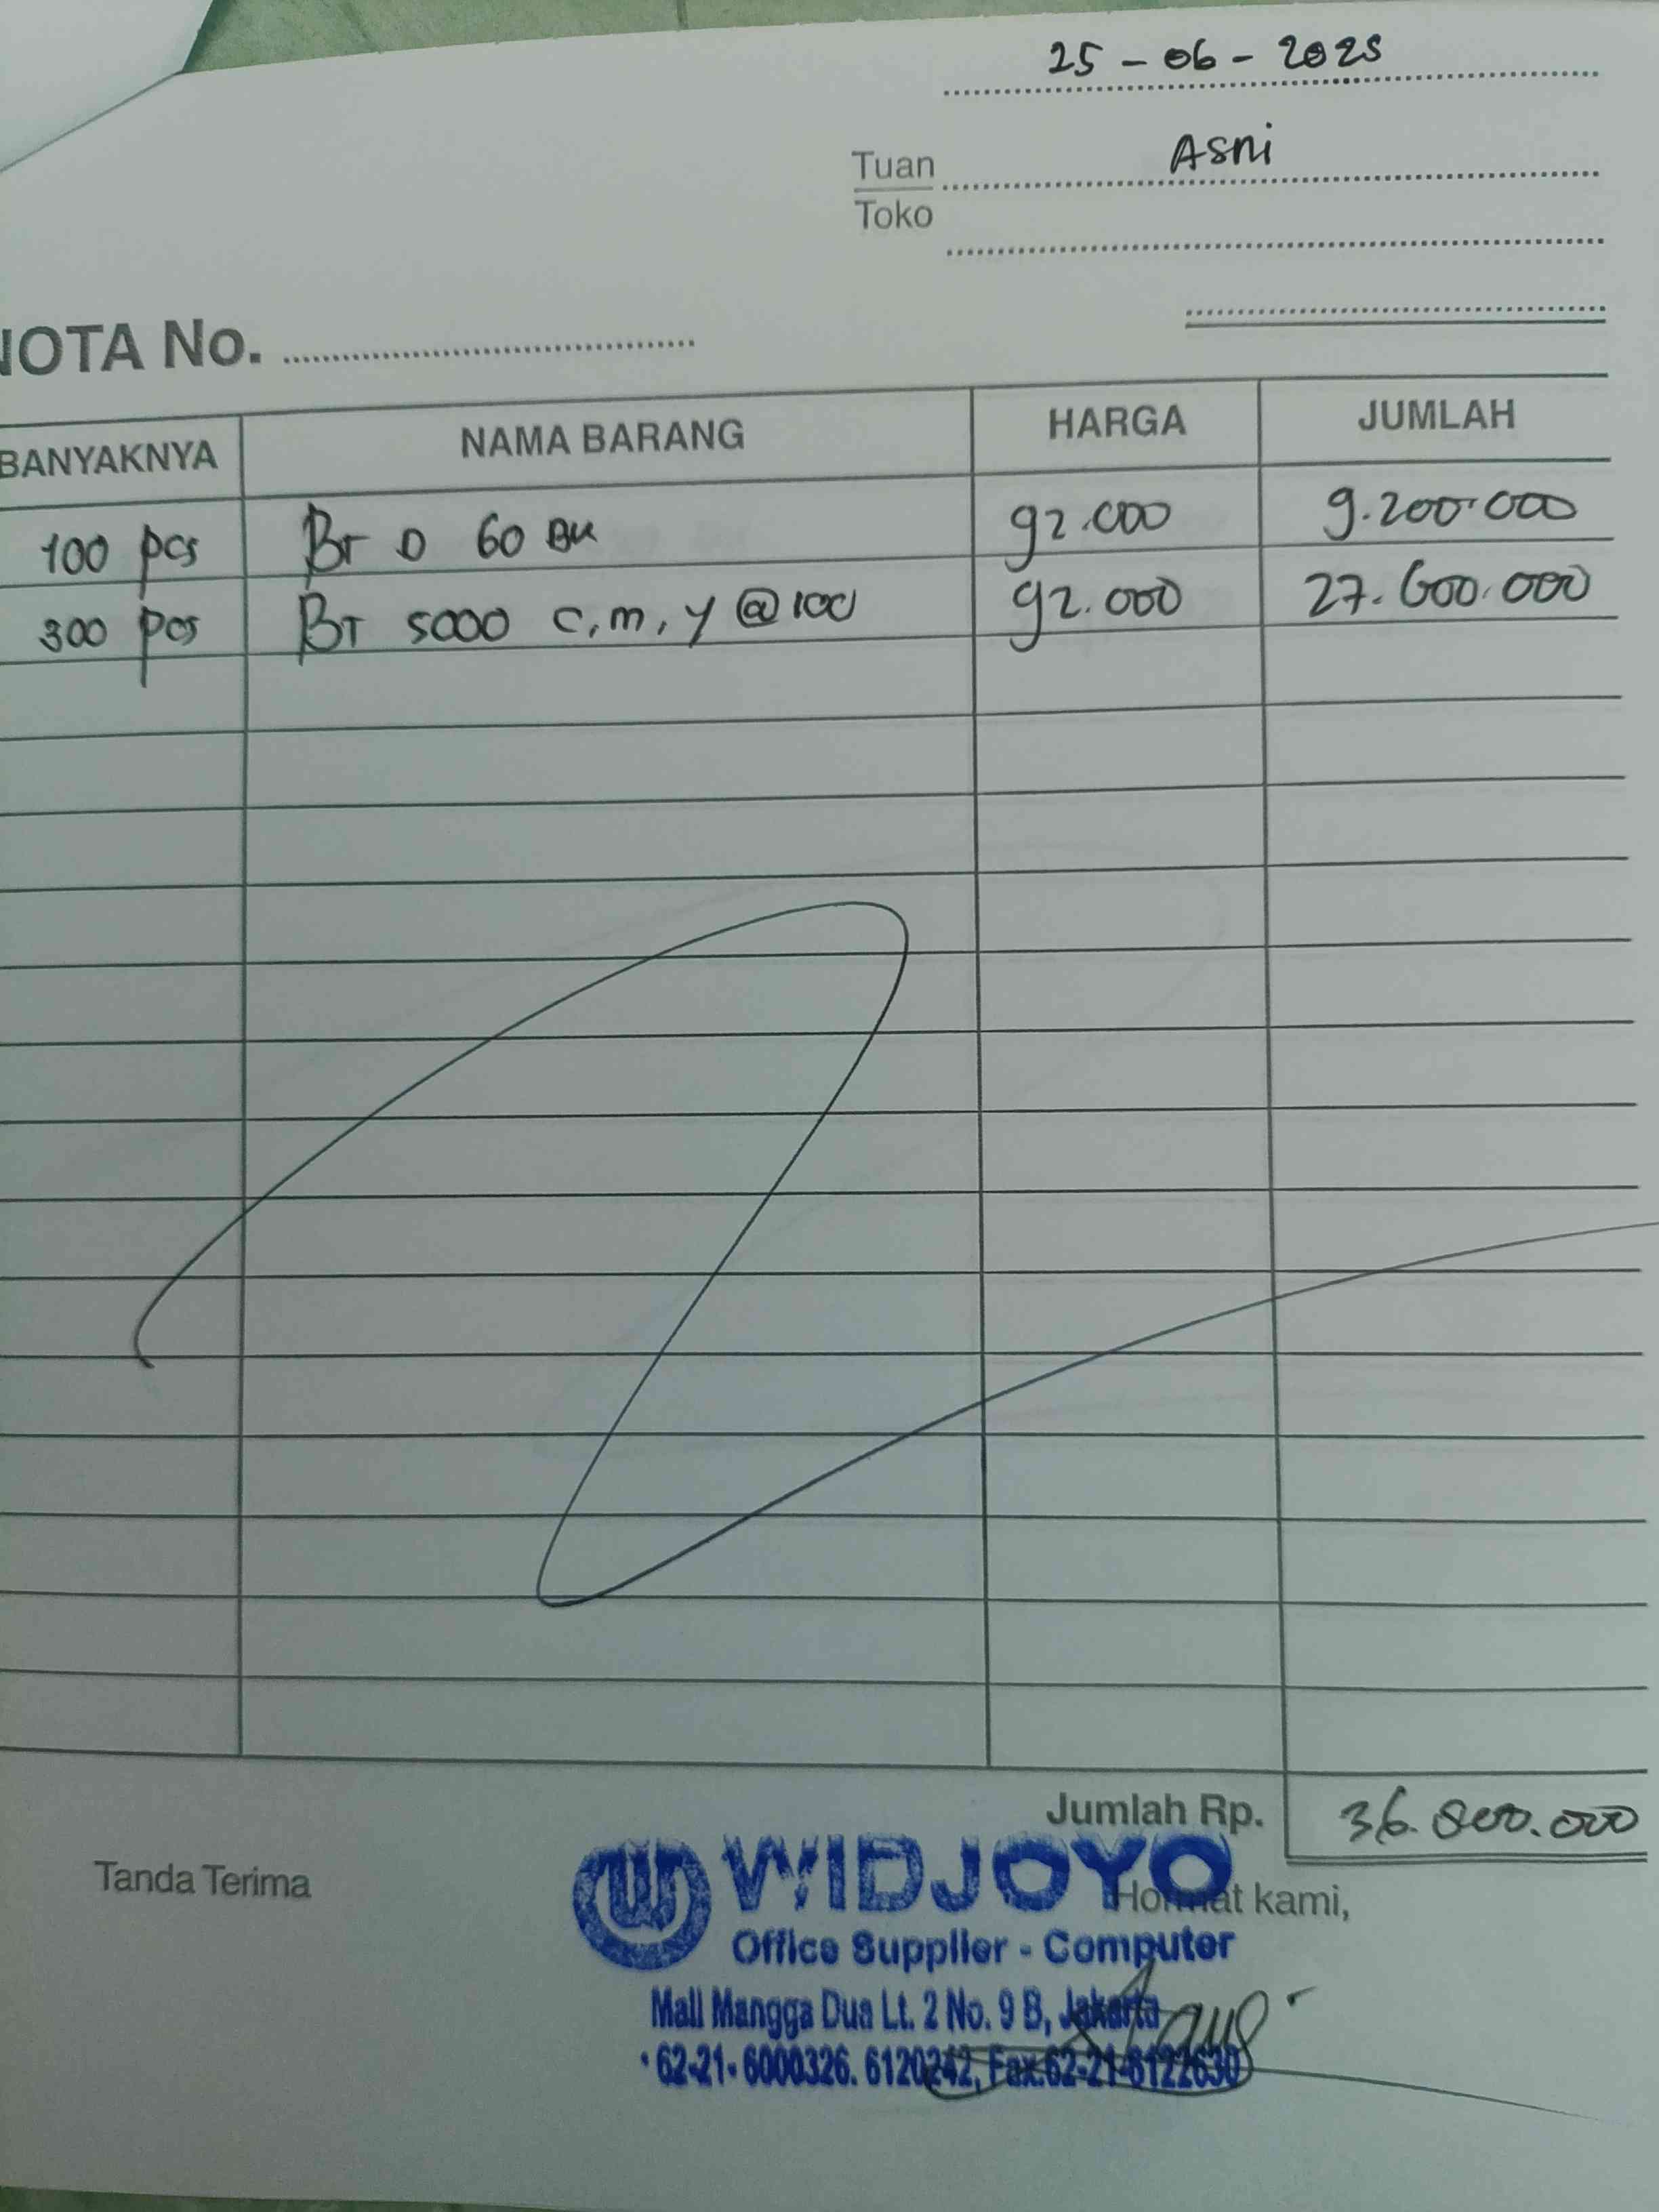 25 - 06 - 2025
Tuan Asni
Toko
NOTA No.
BANYAKNYA NAMA BARANG HARGA JUMLAH
100 pcs BT D 60 BK 92.000 9.200.000
300 pcs BT 5000 C, M, Y @ 100 92.000 27.600.000
Jumlah Rp. 36.800.000
Tanda Terima
Hormat kami,
WIDJOYO
Office Supplier - Computer
Mall Mangga Dua Lt. 2 No. 9 B, Jakarta
62-21- 6000326. 6120242, Fax.62-21-6122630